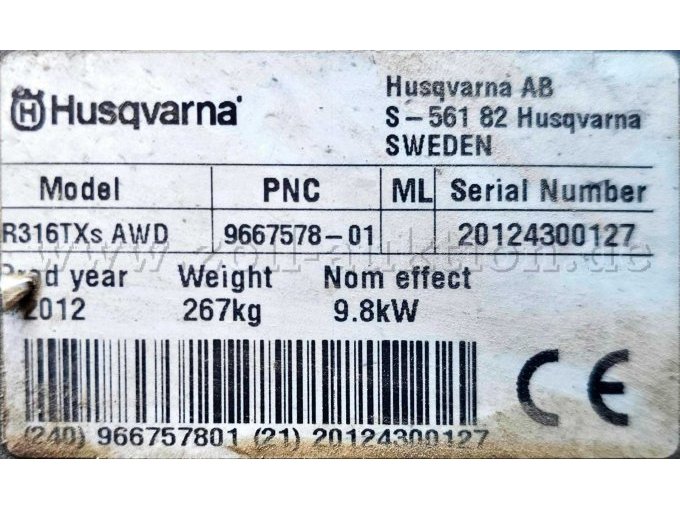 Husqvarna
Husqvarna AB
S-561 82 Husqvarna
SWEDEN
Model PNC ML Serial Number
R316TXs AWD 9667578-01 20124300127
www.zoll-auktion.de
Prod year Weight Nom effect
2012 267kg 9.8kW
CE
(240) 966757801 (21) 20124300127